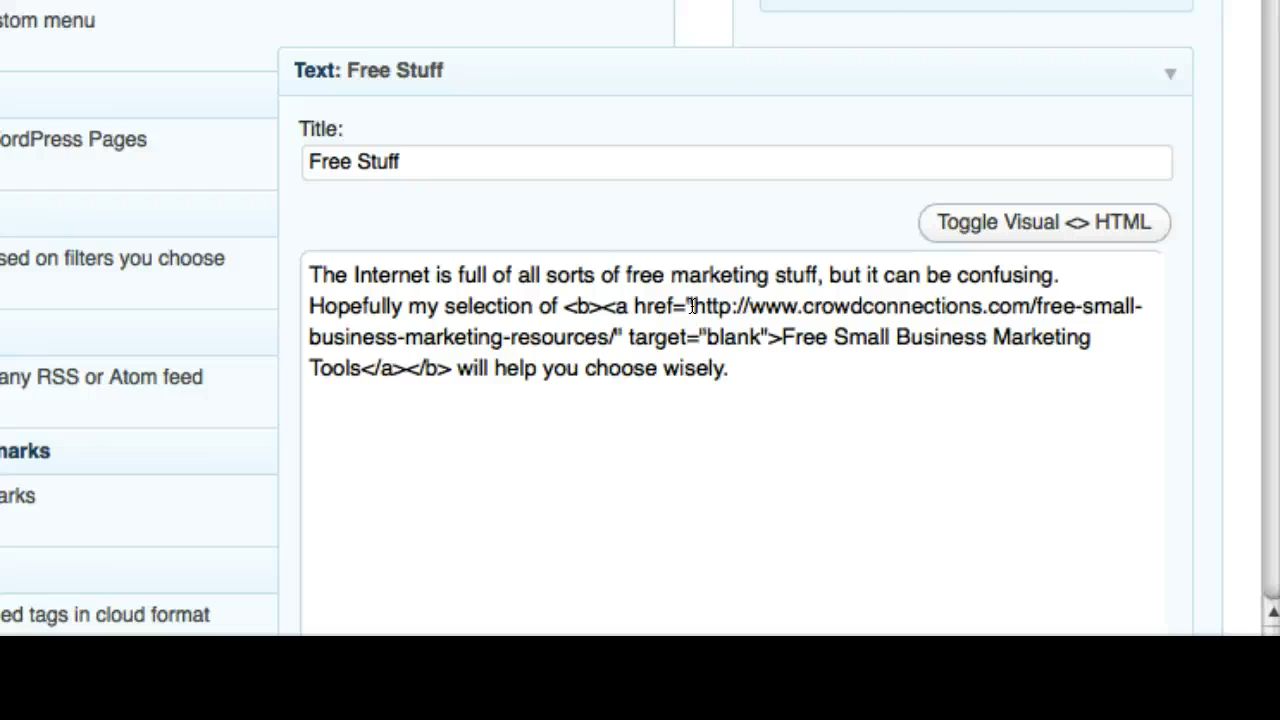 stom menu
Text: Free Stuff
Title:
ordPress Pages
Free Stuff
Toggle Visual <> HTML
sed on filters you choose
The Internet is full of all sorts of free marketing stuff, but it can be confusing.
Hopefully my selection of <b><a href="http://www.crowdconnections.com/free-small-
business-marketing-resources/" target="blank">Free Small Business Marketing
Tools</a></b> will help you choose wisely.
any RSS or Atom feed
marks
arks
ed tags in cloud format